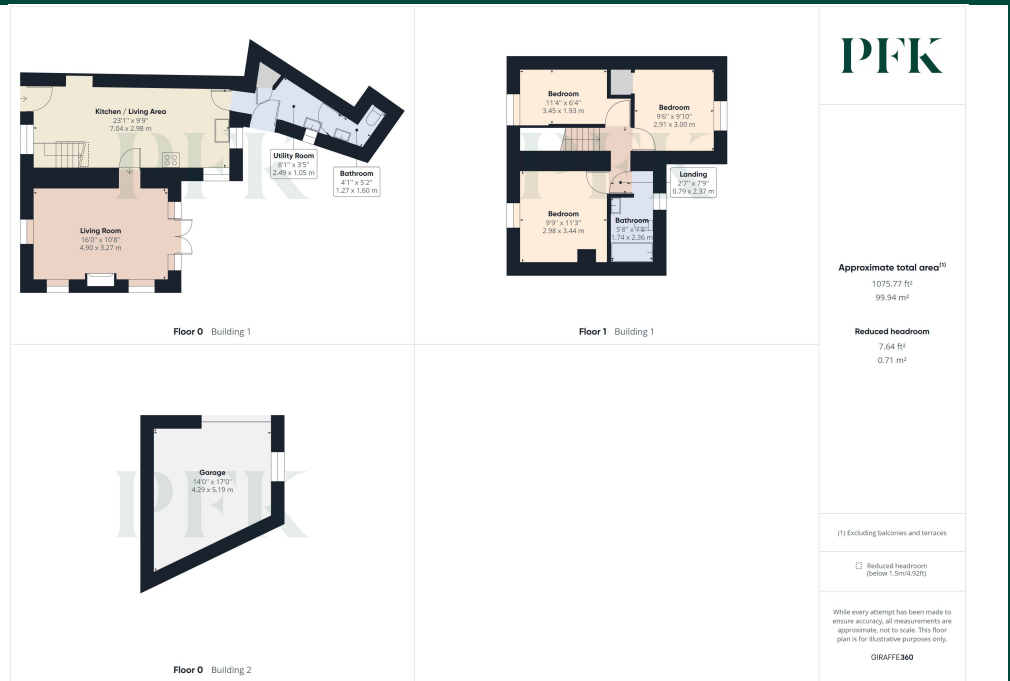 Kitchen / Living Area
23'1" x 9'9"
7.04 x 2.98 m
Utility Room
8'1" x 3'5"
2.49 x 1.05 m
Bathroom
4'1" x 5'2"
1.27 x 1.60 m
Living Room
16'0" x 10'8"
4.90 x 3.27 m
PFK
Floor 0 Building 1
Bedroom
11'4" x 6'4"
3.45 x 1.93 m
Bedroom
9'6" x 9'10"
2.91 x 3.00 m
Landing
2'7" x 7'9"
0.79 x 2.37 m
Bedroom
9'9" x 11'3"
2.98 x 3.44 m
Bathroom
5'8" x 7'8"
1.74 x 2.36 m
PFK
Floor 1 Building 1
Garage
14'0" x 17'0"
4.29 x 5.19 m
PFK
Floor 0 Building 2
PFK
Approximate total area(1)
1075.77 ft²
99.94 m²
Reduced headroom
7.64 ft²
0.71 m²
(1) Excluding balconies and terraces
Reduced headroom
(below 1.5m/4.92ft)
While every attempt has been made to
ensure accuracy, all measurements are
approximate, not to scale. This floor
plan is for illustrative purposes only.
GIRAFFE360